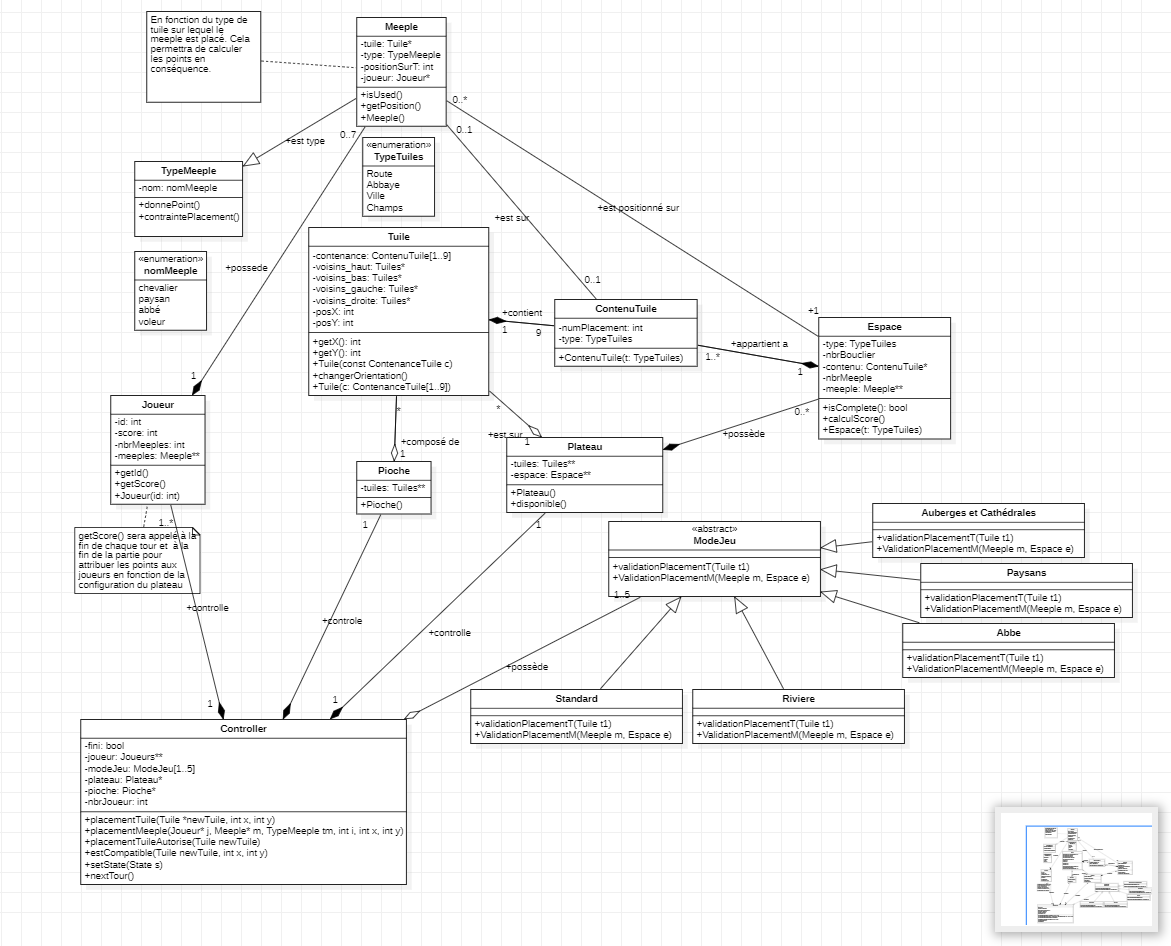 En fonction du type de
tuile sur lequel le
meeple est placé. Cela
permettra de calculer
les points en
conséquence.
Meeple
-tuile: Tuile*
-type: TypeMeeple
-positionSurT: int
-joueur: Joueur*
+isUsed()
+getPosition()
+Meeple()
0..*
0..1
0..7
+est type
«enumeration»
TypeTuiles
Route
Abbaye
Ville
Champs
TypeMeeple
-nom: nomMeeple
+donnePoint()
+contraintePlacement()
+est sur
+est positionné sur
«enumeration»
nomMeeple
chevalier
paysan
abbé
voleur
+possede
Tuile
-contenance: ContenuTuile[1..9]
-voisins_haut: Tuiles*
-voisins_bas: Tuiles*
-voisins_gauche: Tuiles*
-voisins_droite: Tuiles*
-posX: int
-posY: int
+getX(): int
+getY(): int
+Tuile(const ContenanceTuile c)
+changerOrientation()
+Tuile(c: ContenanceTuile[1..9])
+contient
1
9
0..1
ContenuTuile
-numPlacement: int
-type: TypeTuiles
+ContenuTuile(t: TypeTuiles)
+appartient a
1..*
1
+1
Espace
-type: TypeTuiles
-nbrBouclier
-contenu: ContenuTuile*
-nbrMeeple
-meeple: Meeple**
+isComplete(): bool
+calculScore()
+Espace(t: TypeTuiles)
0..*
+possède
1
Joueur
-id: int
-score: int
-nbrMeeples: int
-meeples: Meeple**
+getId()
+getScore()
+Joueur(id: int)
*
+composé de
1
*
+est sur
1
Pioche
-tuiles: Tuiles**
+Pioche()
1
Plateau
-tuiles: Tuiles**
-espace: Espace**
+Plateau()
+disponible()
1
1..*
getScore() sera appelé à la
fin de chaque tour et à la
fin de la partie pour
attribuer les points aux
joueurs en fonction de la
configuration du plateau
«abstract»
ModeJeu
+validationPlacementT(Tuile t1)
+ValidationPlacementM(Meeple m, Espace e)
1..5
Auberges et Cathédrales
+validationPlacementT(Tuile t1)
+ValidationPlacementM(Meeple m, Espace e)
Paysans
+validationPlacementT(Tuile t1)
+ValidationPlacementM(Meeple m, Espace e)
Abbe
+validationPlacementT(Tuile t1)
+ValidationPlacementM(Meeple m, Espace e)
+controlle
+controle
+controlle
+possède
Standard
+validationPlacementT(Tuile t1)
+ValidationPlacementM(Meeple m, Espace e)
Riviere
+validationPlacementT(Tuile t1)
+ValidationPlacementM(Meeple m, Espace e)
1
1
Controller
-fini: bool
-joueur: Joueurs**
-modeJeu: ModeJeu[1..5]
-plateau: Plateau*
-pioche: Pioche*
-nbrJoueur: int
+placementTuile(Tuile *newTuile, int x, int y)
+placementMeeple(Joueur* j, Meeple* m, TypeMeeple tm, int i, int x, int y)
+placementTuileAutorise(Tuile newTuile)
+estCompatible(Tuile newTuile, int x, int y)
+setState(State s)
+nextTour()